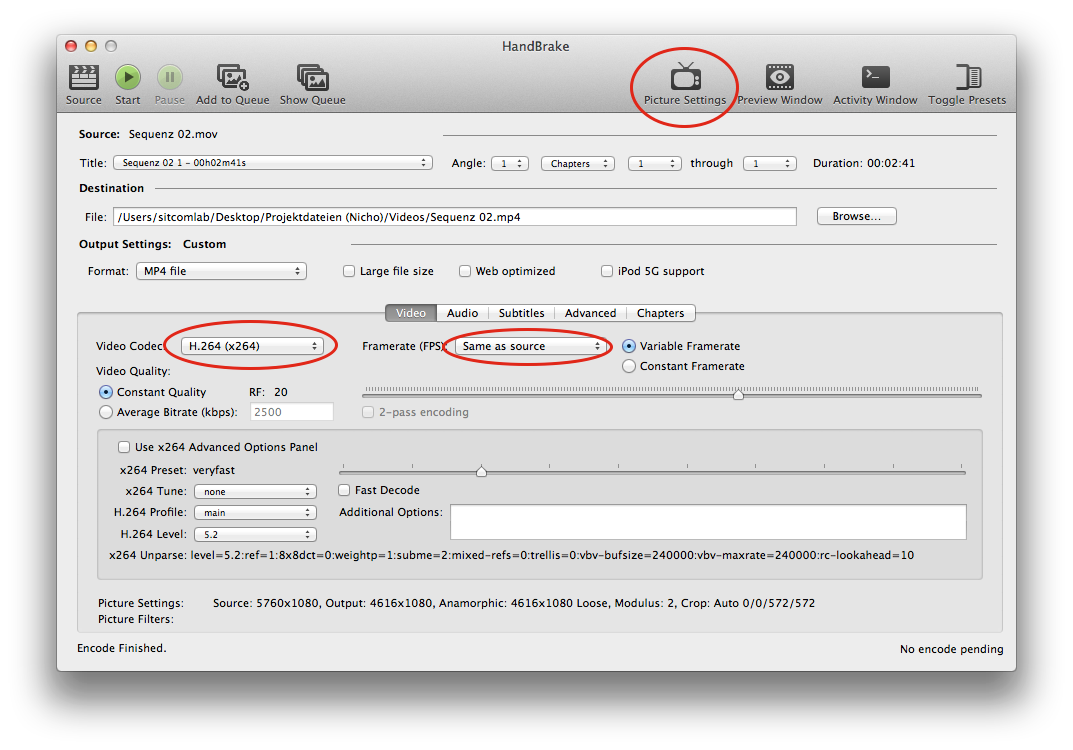 HandBrake
Source Start Pause Add to Queue Show Queue Picture Settings Preview Window Activity Window Toggle Presets
Source: Sequenz 02.mov
Title: Sequenz 02 1 - 00h02m41s Angle: 1 Chapters 1 through 1 Duration: 00:02:41
Destination
File: /Users/sitcomlab/Desktop/Projektdateien (Nicho)/Videos/Sequenz 02.mp4 Browse...
Output Settings: Custom
Format: MP4 file Large file size Web optimized iPod 5G support
Video Audio Subtitles Advanced Chapters
Video Codec: H.264 (x264) Framerate (FPS) Same as source Variable Framerate
Constant Framerate
Video Quality:
Constant Quality RF: 20
Average Bitrate (kbps): 2500 2-pass encoding
Use x264 Advanced Options Panel
x264 Preset: veryfast
x264 Tune: none Fast Decode
H.264 Profile: main Additional Options:
H.264 Level: 5.2
x264 Unparse: level=5.2:ref=1:8x8dct=0:weightp=1:subme=2:mixed-refs=0:trellis=0:vbv-bufsize=240000:vbv-maxrate=240000:rc-lookahead=10
Picture Settings: Source: 5760x1080, Output: 4616x1080, Anamorphic: 4616x1080 Loose, Modulus: 2, Crop: Auto 0/0/572/572
Picture Filters:
Encode Finished. No encode pending